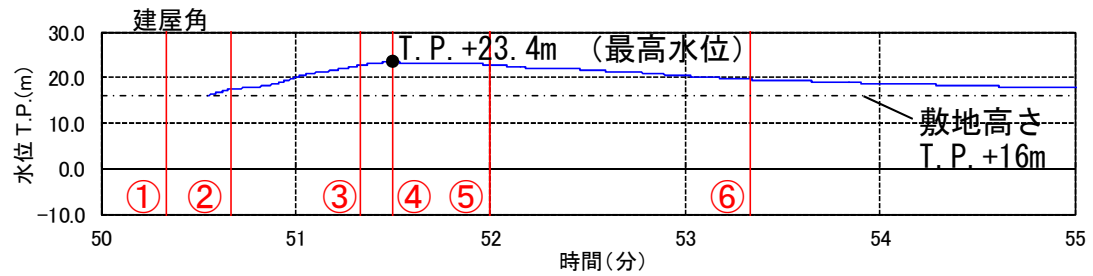 建屋角
30.0
20.0
10.0
0.0
-10.0
水位 T.P.(m)
T.P.+23.4m (最高水位)
敷地高さ
T.P.+16m
① ② ③ ④ ⑤ ⑥
50 51 52 53 54 55
時間(分)